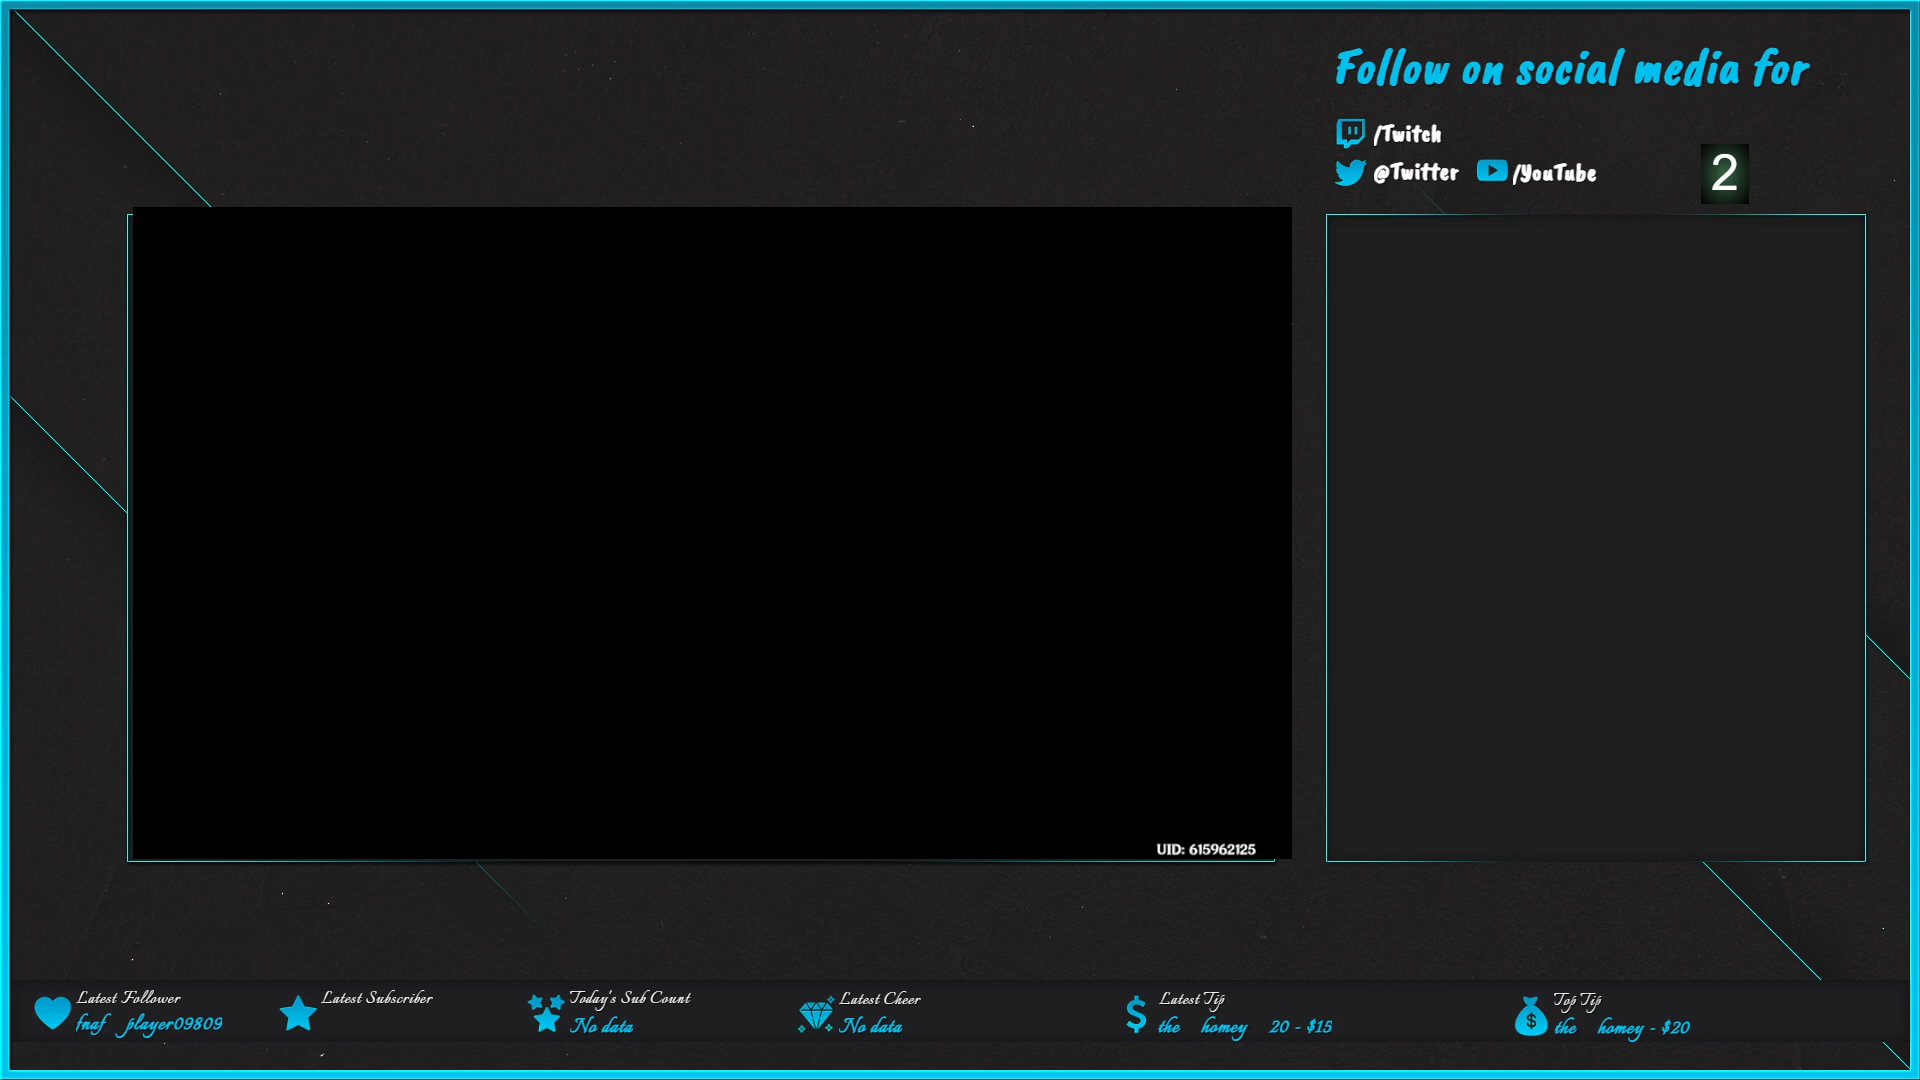 Follow on social media for
/Twitch
@Twitter /YouTube
2
UID: 615962125
Latest Follower
fnaf player09809
Latest Subscriber
Today's Sub Count
No data
Latest Cheer
No data
Latest Tip
the homey 20 - $15
Top Tip
the homey - $20